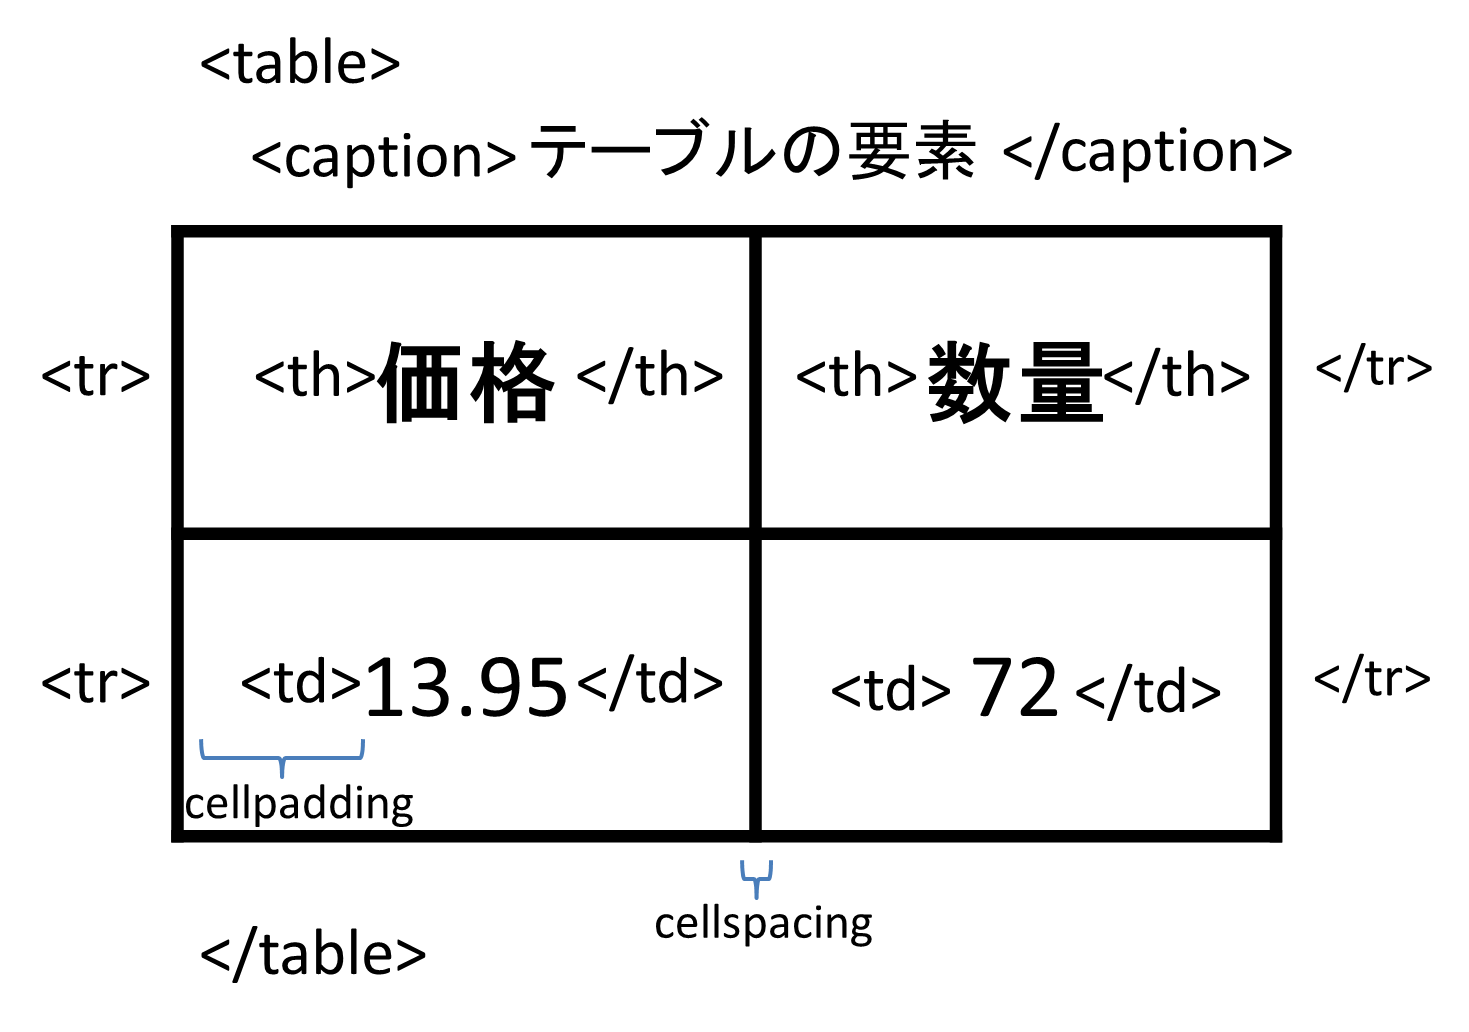 <table>
<caption>テーブルの要素 </caption>
<tr> <th>価格 </th> <th>数量</th> </tr>
<tr> <td>13.95</td> <td> 72 </td> </tr>
cellpadding
cellspacing
</table>